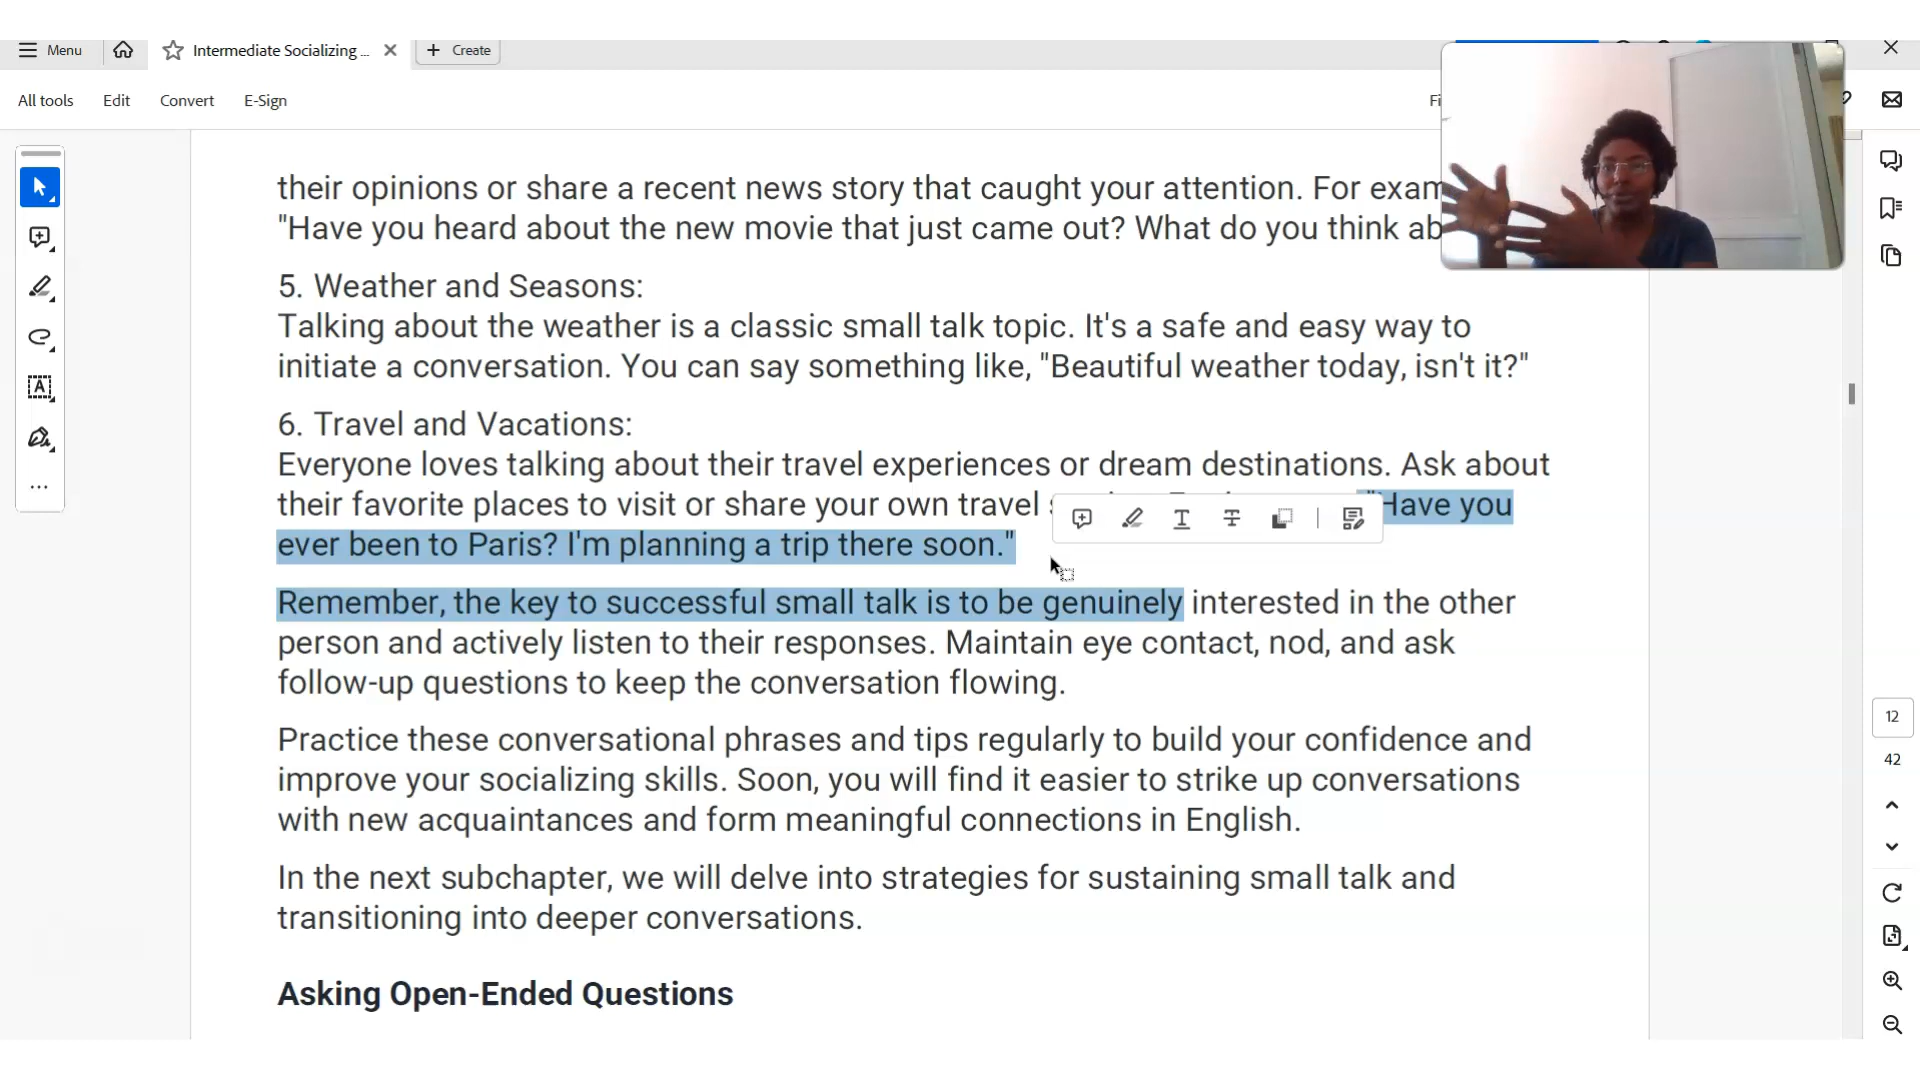 Menu
Intermediate Socializing ...
Create
All tools
Edit
Convert
E-Sign
their opinions or share a recent news story that caught your attention. For
"Have you heard about the new movie that just came out? What do you think
5. Weather and Seasons:
Talking about the weather is a classic small talk topic. It's a safe and easy way to
initiate a conversation. You can say something like, "Beautiful weather today, isn't it?"
6. Travel and Vacations:
Everyone loves talking about their travel experiences or dream destinations. Ask about
their favorite places to visit or share your own travel "Have you
ever been to Paris? I'm planning a trip there soon."
Remember, the key to successful small talk is to be genuinely interested in the other
person and actively listen to their responses. Maintain eye contact, nod, and ask
follow-up questions to keep the conversation flowing.
Practice these conversational phrases and tips regularly to build your confidence and
improve your socializing skills. Soon, you will find it easier to strike up conversations
with new acquaintances and form meaningful connections in English.
In the next subchapter, we will delve into strategies for sustaining small talk and
transitioning into deeper conversations.
Asking Open-Ended Questions
12
42